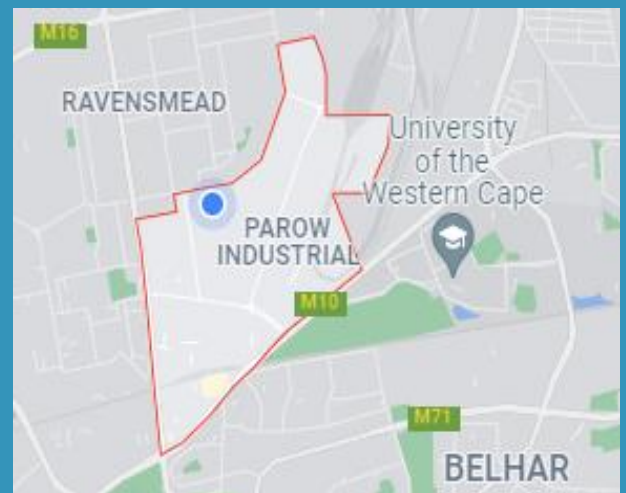 M16
RAVENSMEAD
University
of the
Western Cape
PAROW
INDUSTRIAL
M10
M71
BELHAR